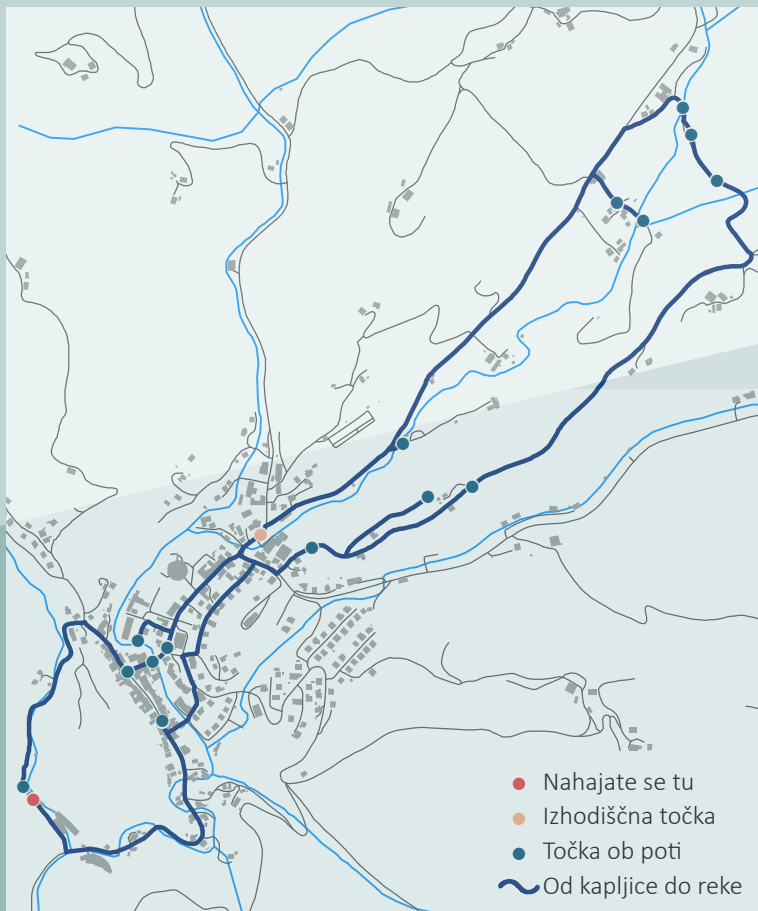 Nahajate se tu
Izhodiščna točka
Točka ob poti
Od kapljice do reke